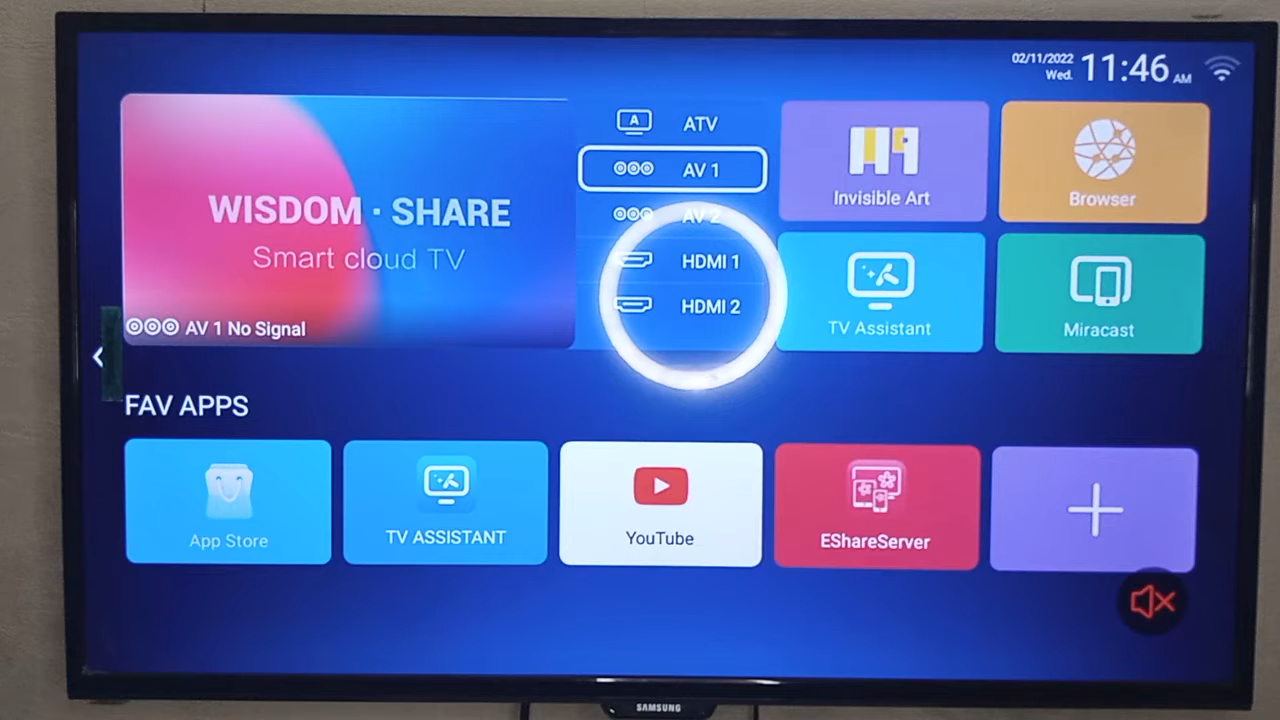 02/11/2022
Wed.
11:46 AM
WISDOM · SHARE
Smart cloud TV
AV 1 No Signal
A
ATV
AV 1
AV 2
HDMI 1
HDMI 2
Invisible Art
Browser
TV Assistant
Miracast
FAV APPS
App Store
TV ASSISTANT
YouTube
EShareServer
SAMSUNG